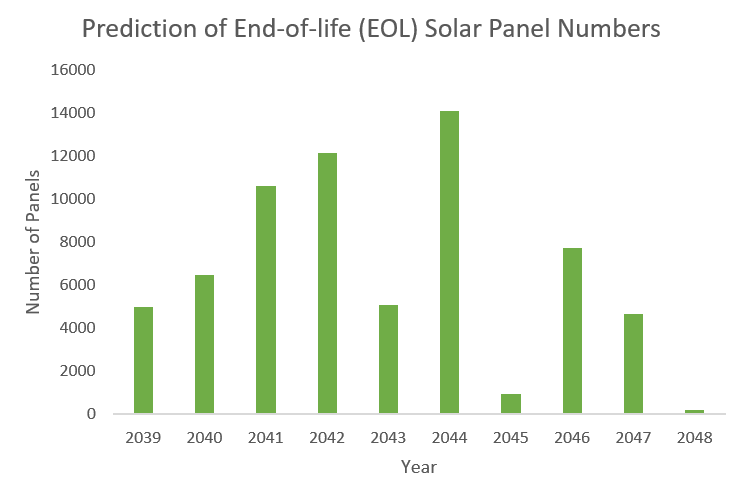 Prediction of End-of-life (EOL) Solar Panel Numbers
16000
14000
12000
10000
8000
6000
4000
2000
0
Number of Panels
2039 2040 2041 2042 2043 2044 2045 2046 2047 2048
Year